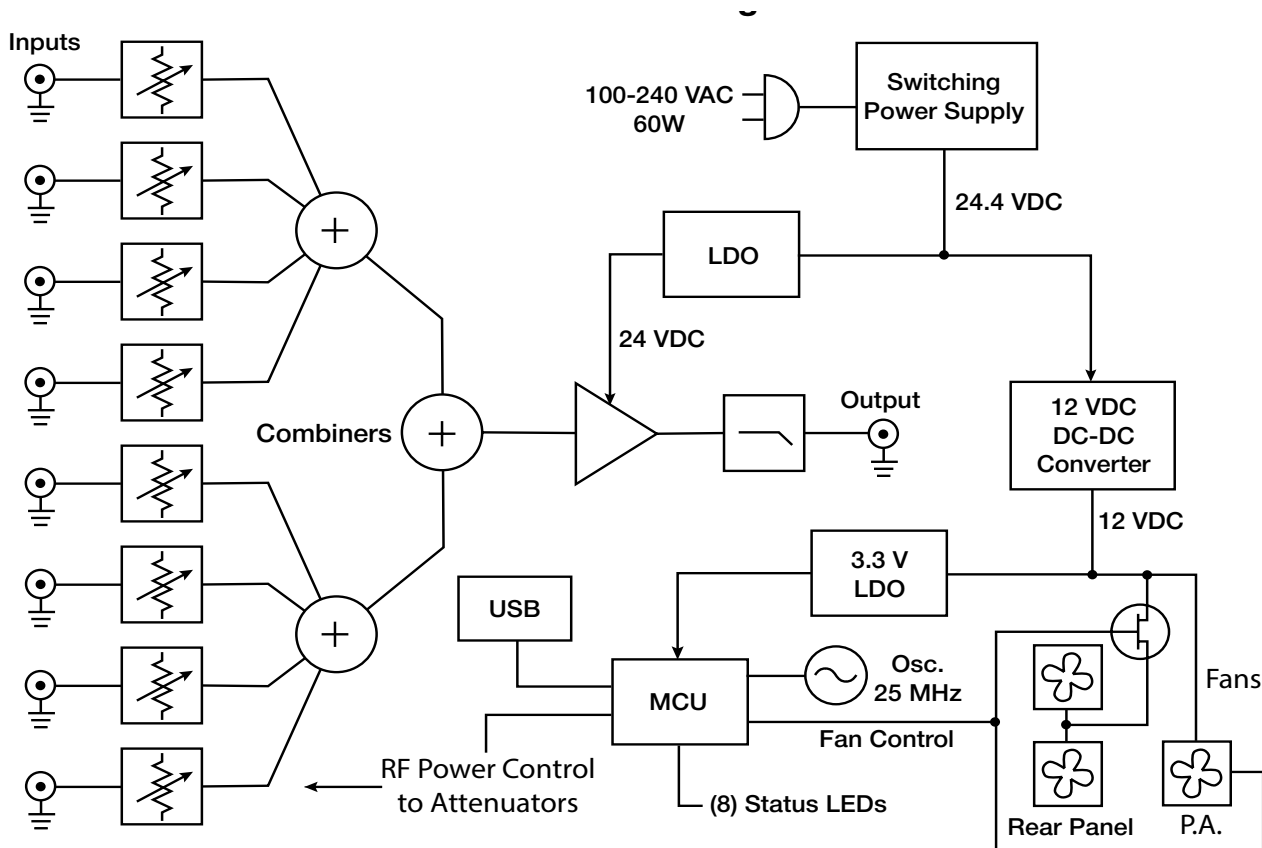 Inputs
100-240 VAC
60W
Switching
Power Supply
24.4 VDC
LDO
24 VDC
Combiners
Output
12 VDC
DC-DC
Converter
12 VDC
3.3 V
LDO
USB
MCU
Osc.
25 MHz
Fans
Fan Control
RF Power Control
to Attenuators
(8) Status LEDs
Rear Panel
P.A.